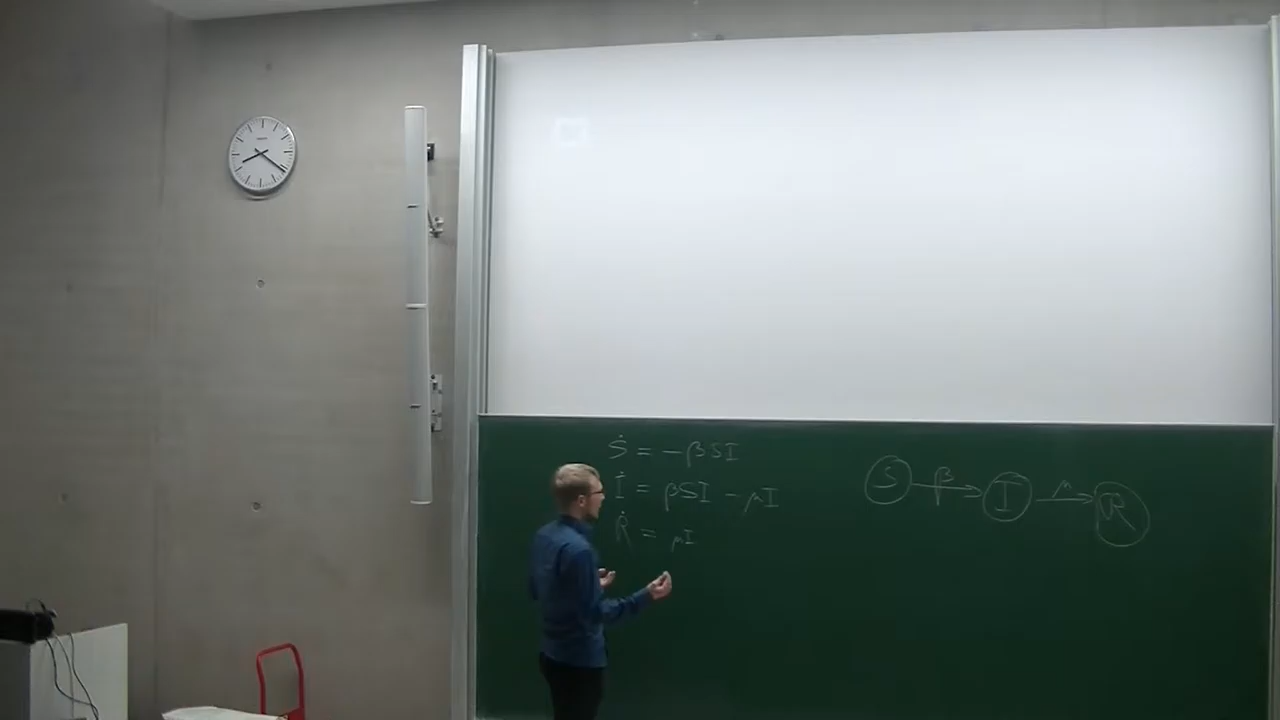 Ṡ = -βSI
İ = βSI - μI
Ṙ = μI
S β I μ R